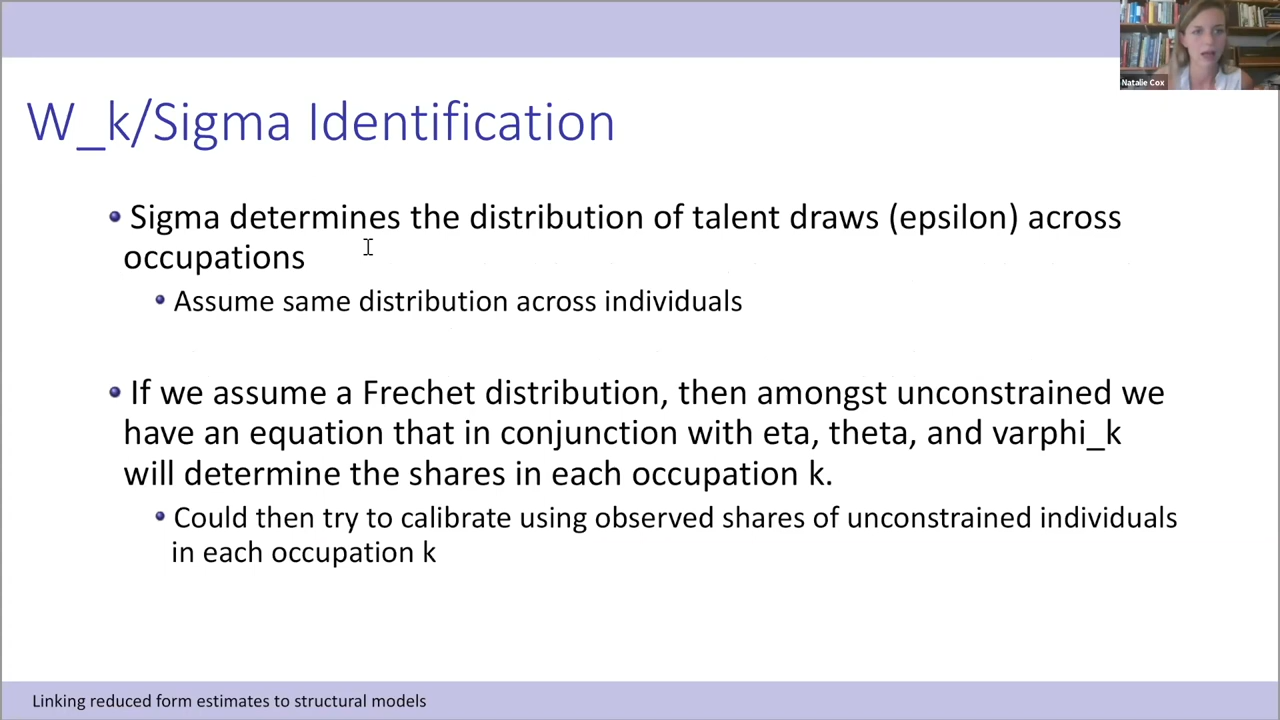 Natalie Cox
W_k/Sigma Identification
Sigma determines the distribution of talent draws (epsilon) across
occupations
Assume same distribution across individuals
If we assume a Frechet distribution, then amongst unconstrained we
have an equation that in conjunction with eta, theta, and varphi_k
will determine the shares in each occupation k.
Could then try to calibrate using observed shares of unconstrained individuals
in each occupation k
Linking reduced form estimates to structural models